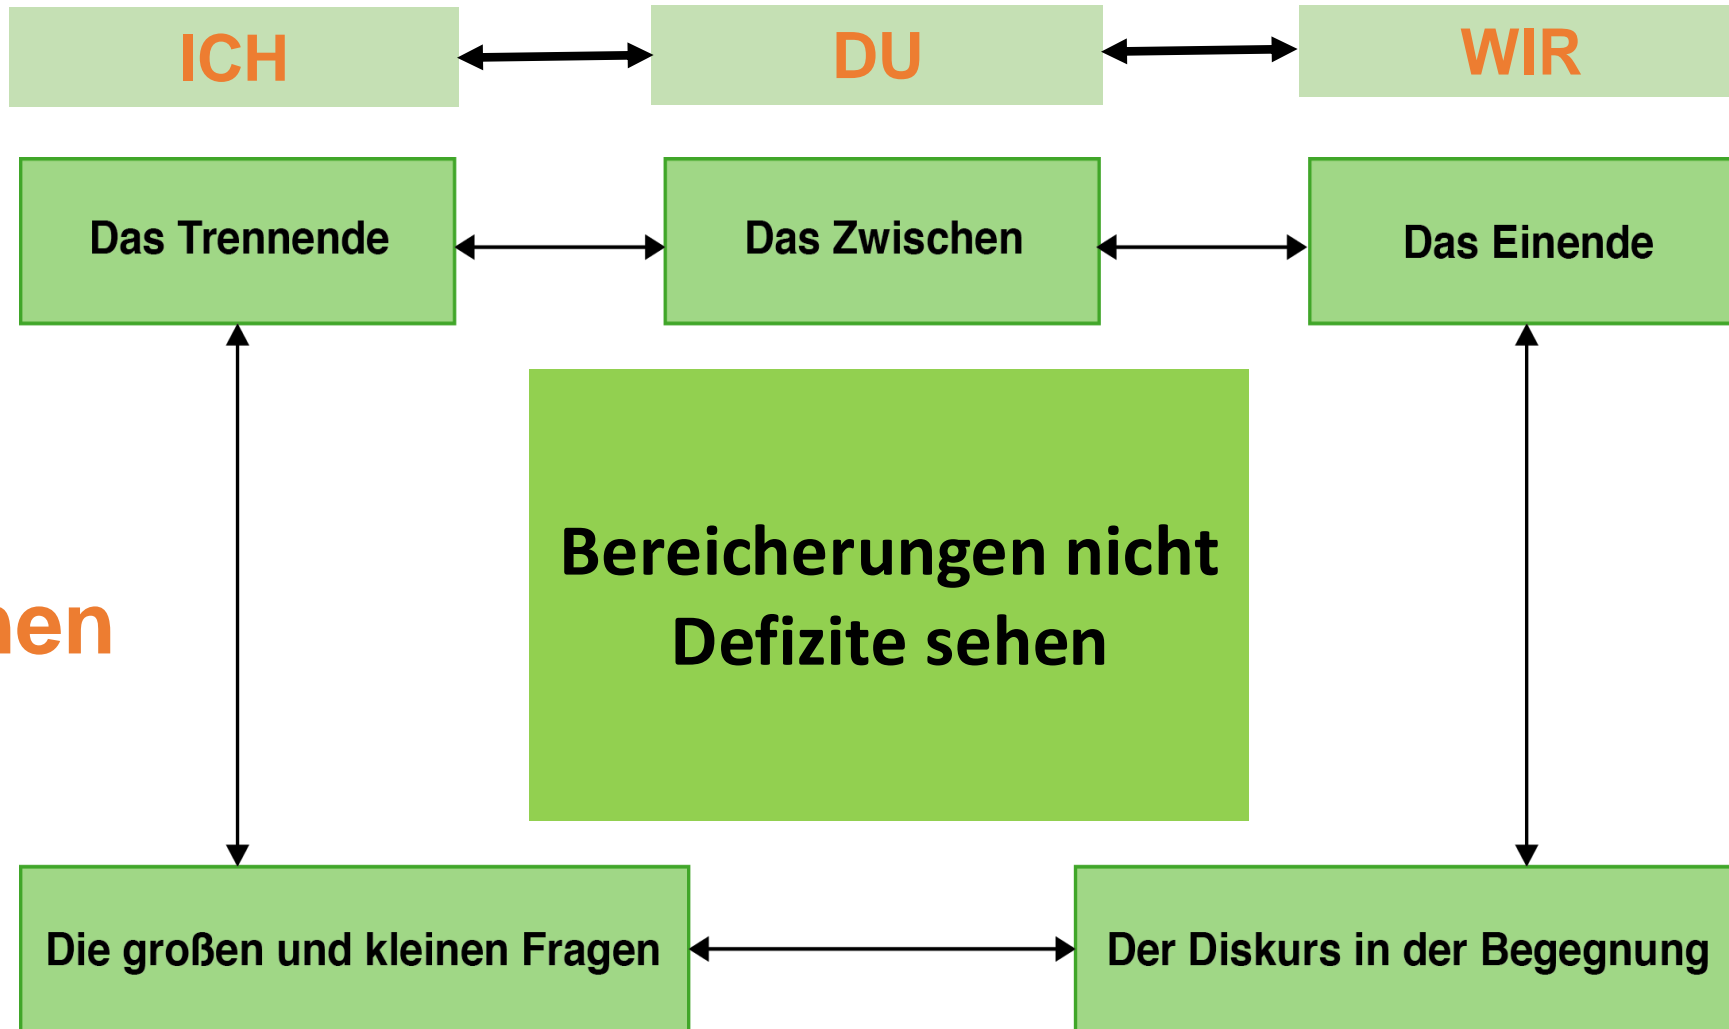 ICH
DU
WIR
Das Trennende
Das Zwischen
Das Einende
Bereicherungen nicht
Defizite sehen
Die großen und kleinen Fragen
Der Diskurs in der Begegnung